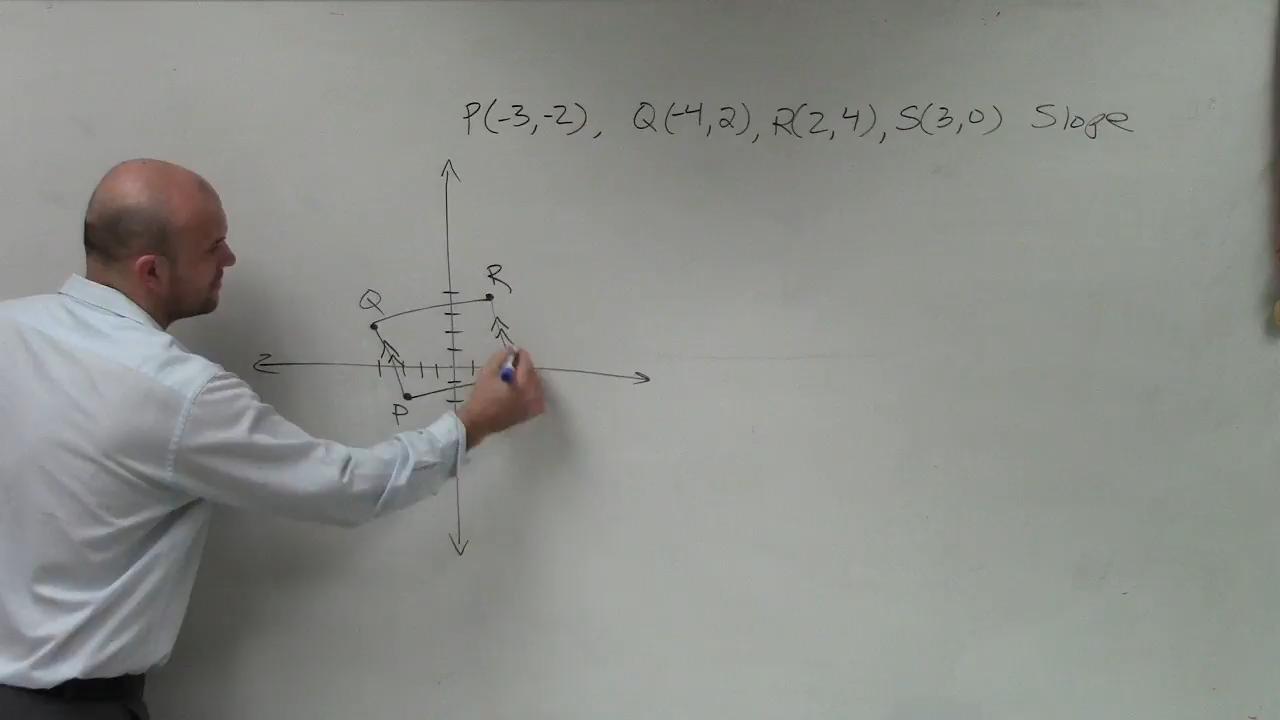 P(-3,-2), Q(-4,2), R(2,4), S(3,0) Slope
R
Q
P